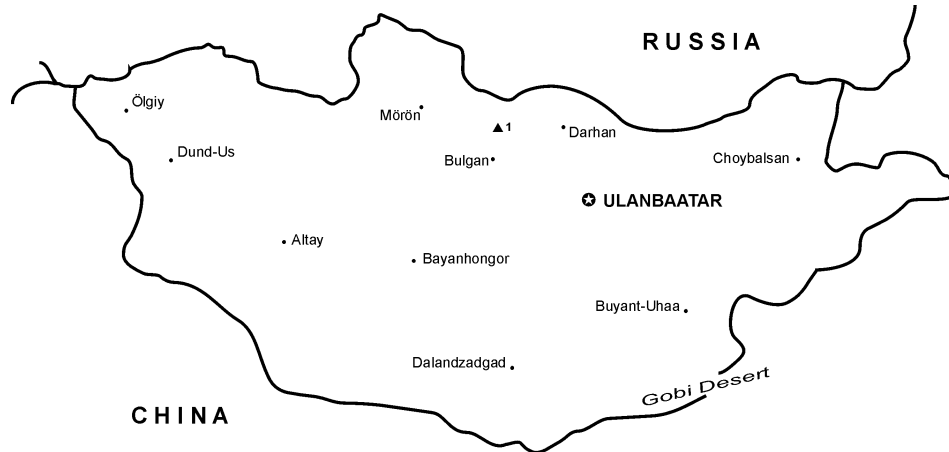 RUSSIA
Ölgiy
Mörön
1
Darhan
Dund-Us
Bulgan
Choybalsan
ULANBAATAR
Altay
Bayanhongor
Buyant-Uhaa
Dalandzadgad
Gobi Desert
CHINA